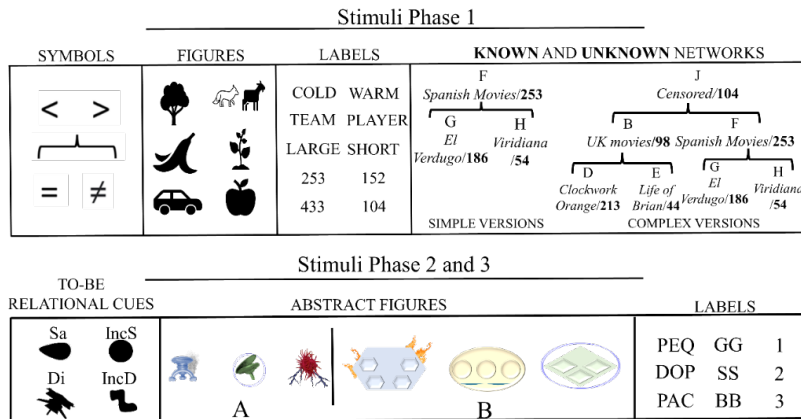 Stimuli Phase 1
SYMBOLS
FIGURES
LABELS
KNOWN AND UNKNOWN NETWORKS
< >
= ≠
COLD WARM
TEAM PLAYER
LARGE SHORT
253 152
433 104
F
Spanish Movies/253
G H
El Verdugo/186
Viridiana/54
SIMPLE VERSIONS
J
Censored/104
B F
UK movies/98 Spanish Movies/253
D E G H
Clockwork Orange/213
Life of Brian/44
El Verdugo/186
Viridiana/54
COMPLEX VERSIONS
Stimuli Phase 2 and 3
TO-BE
RELATIONAL CUES
ABSTRACT FIGURES
LABELS
Sa IncS
Di IncD
A B
PEQ GG 1
DOP SS 2
PAC BB 3